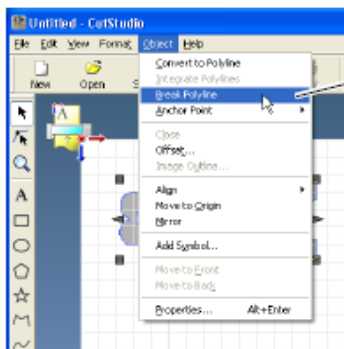 Untitled - CutStudio
File Edit View Format Object Help
New Open S
Convert to Polyline
Integrate Polylines
Break Polyline
Anchor Point
Close
Offset...
Image Outline...
Align
Move to Origin
Mirror
Add Symbol...
Move to Front
Move to Back
Properties... Alt+Enter
A
A